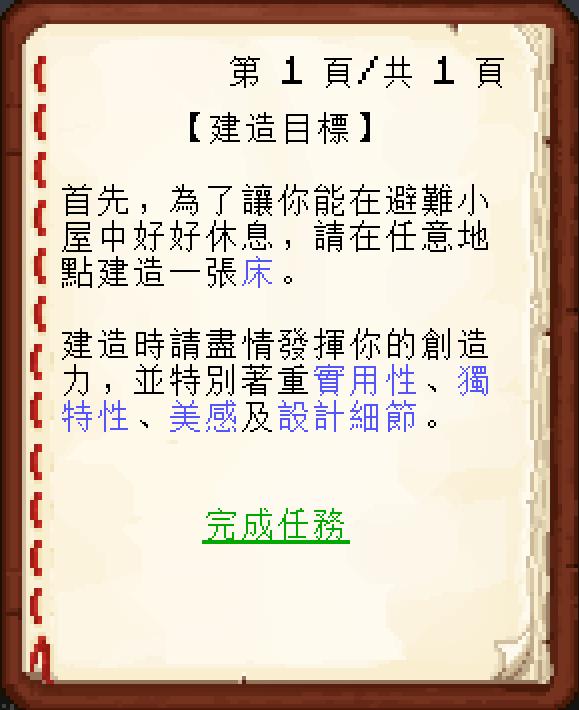 第 1 頁/共 1 頁
【建造目標】
首先，為了讓你能在避難小
屋中好好休息，請在任意地
點建造一張床。
建造時請盡情發揮你的創造
力，並特別著重實用性、獨
特性、美感及設計細節。
完成任務